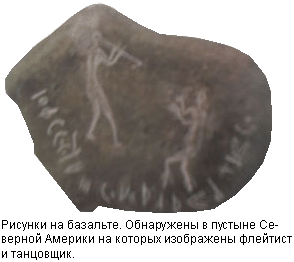 Рисунки на базальте. Обнаружены в пустыне Се-
верной Америки на которых изображены флейтист
и танцовщик.